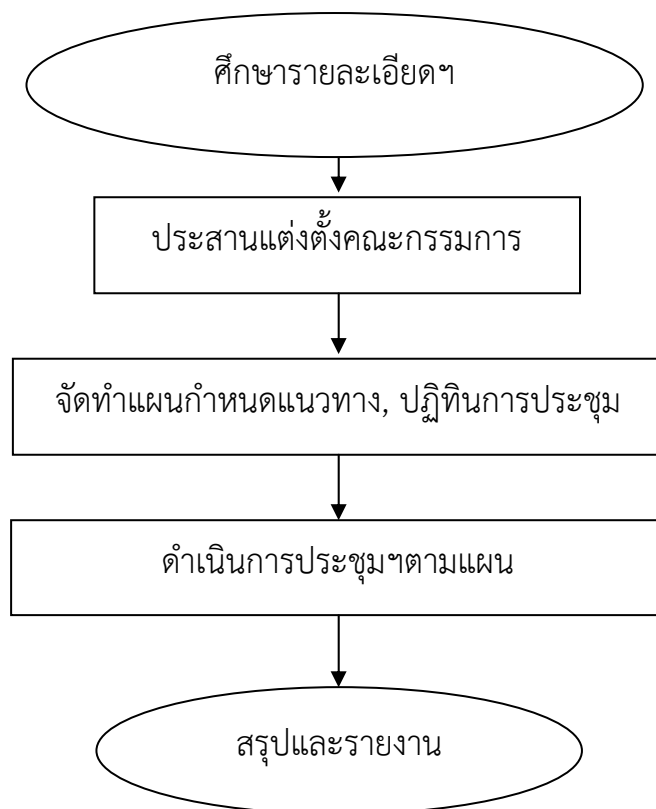 ศึกษารายละเอียดฯ
ประสานแต่งตั้งคณะกรรมการ
จัดทำแผนกำหนดแนวทาง, ปฏิทินการประชุม
ดำเนินการประชุมฯตามแผน
สรุปและรายงาน